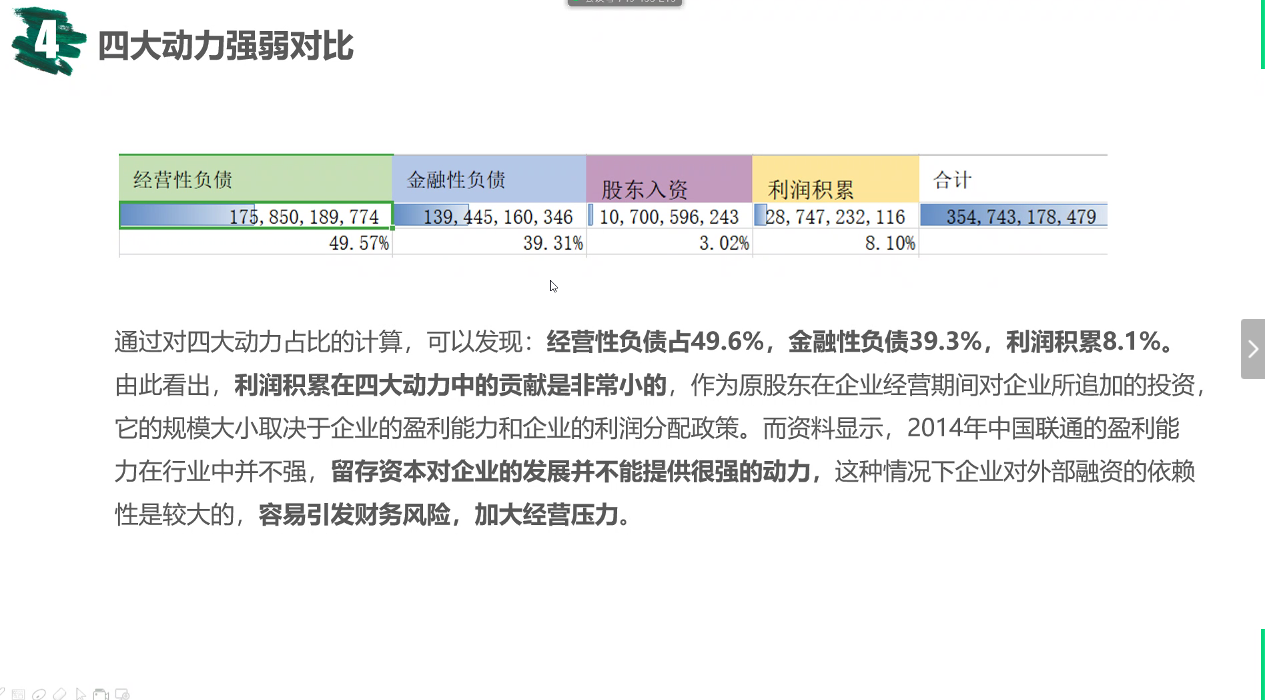 4
四大动力强弱对比
经营性负债 金融性负债 股东入资 利润积累 合计
175,850,189,774 139,445,160,346 10,700,596,243 28,747,232,116 354,743,178,479
49.57% 39.31% 3.02% 8.10%
通过对四大动力占比的计算，可以发现：经营性负债占49.6%，金融性负债39.3%，利润积累8.1%。
由此看出，利润积累在四大动力中的贡献是非常小的，作为原股东在企业经营期间对企业所追加的投资，
它的规模大小取决于企业的盈利能力和企业的利润分配政策。而资料显示，2014年中国联通的盈利能
力在行业中并不强，留存资本对企业的发展并不能提供很强的动力，这种情况下企业对外部融资的依赖
性是较大的，容易引发财务风险，加大经营压力。